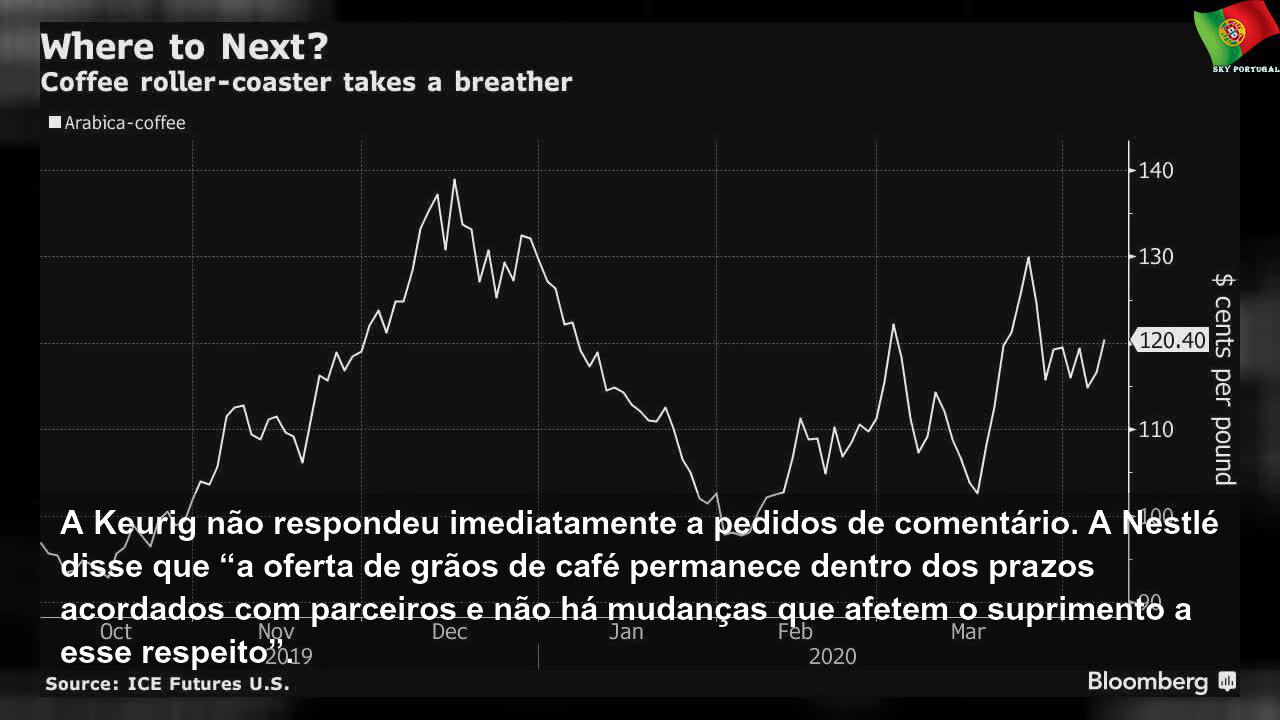 Where to Next?
SKY PORTUGAL
Coffee roller-coaster takes a breather
Arabica-coffee
140
130
120.40
110
100
90
$ cents per pound
A Keurig não respondeu imediatamente a pedidos de comentário. A Nestlé
disse que “a oferta de grãos de café permanece dentro dos prazos
acordados com parceiros e não há mudanças que afetem o suprimento a
esse respeito”.
Oct Nov Dec Jan Feb Mar
2019 2020
Source: ICE Futures U.S.
Bloomberg